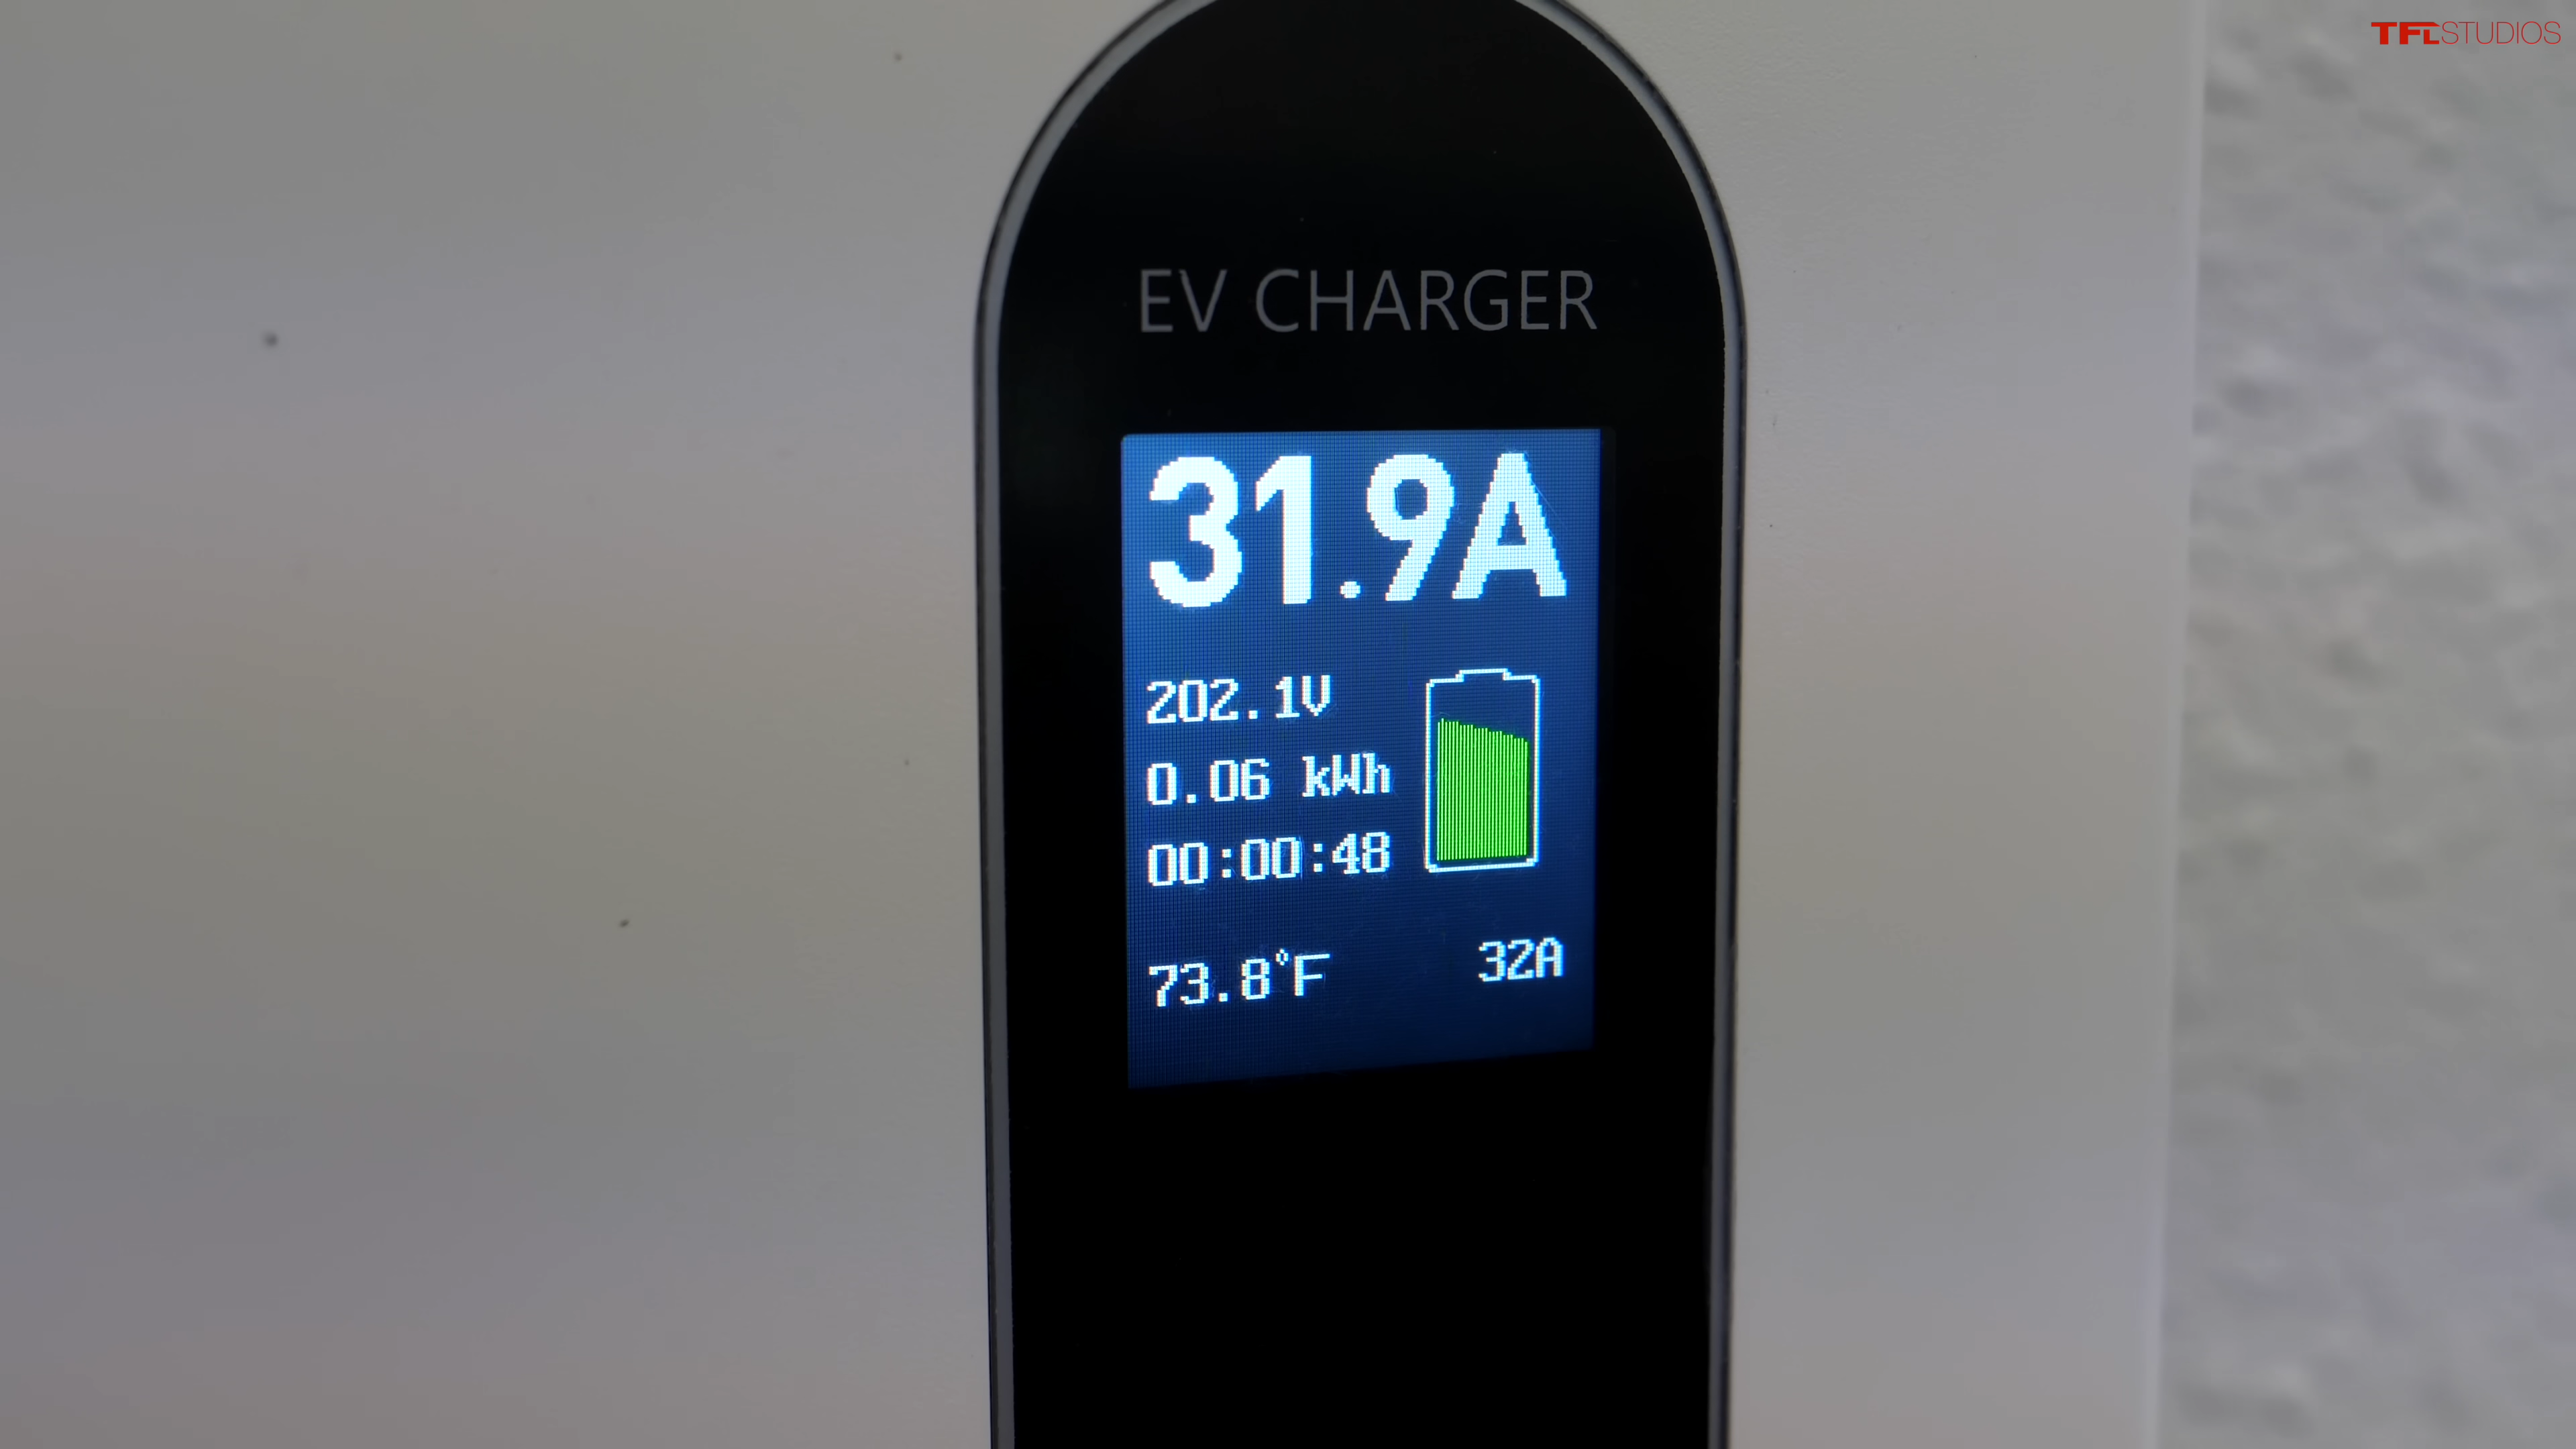 TFLSTUDIOS
EV CHARGER
31.9A
202.1V
0.06 kWh
00:00:48
73.8°F 32A